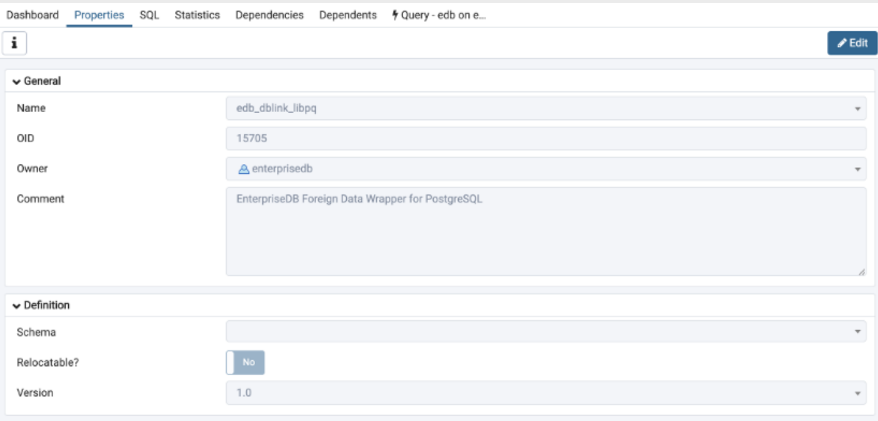 Dashboard Properties SQL Statistics Dependencies Dependents Query - edb on e...
i
Edit
General
Name edb_dblink_libpq
OID 15705
Owner enterprisedb
Comment EnterpriseDB Foreign Data Wrapper for PostgreSQL
Definition
Schema
Relocatable? No
Version 1.0